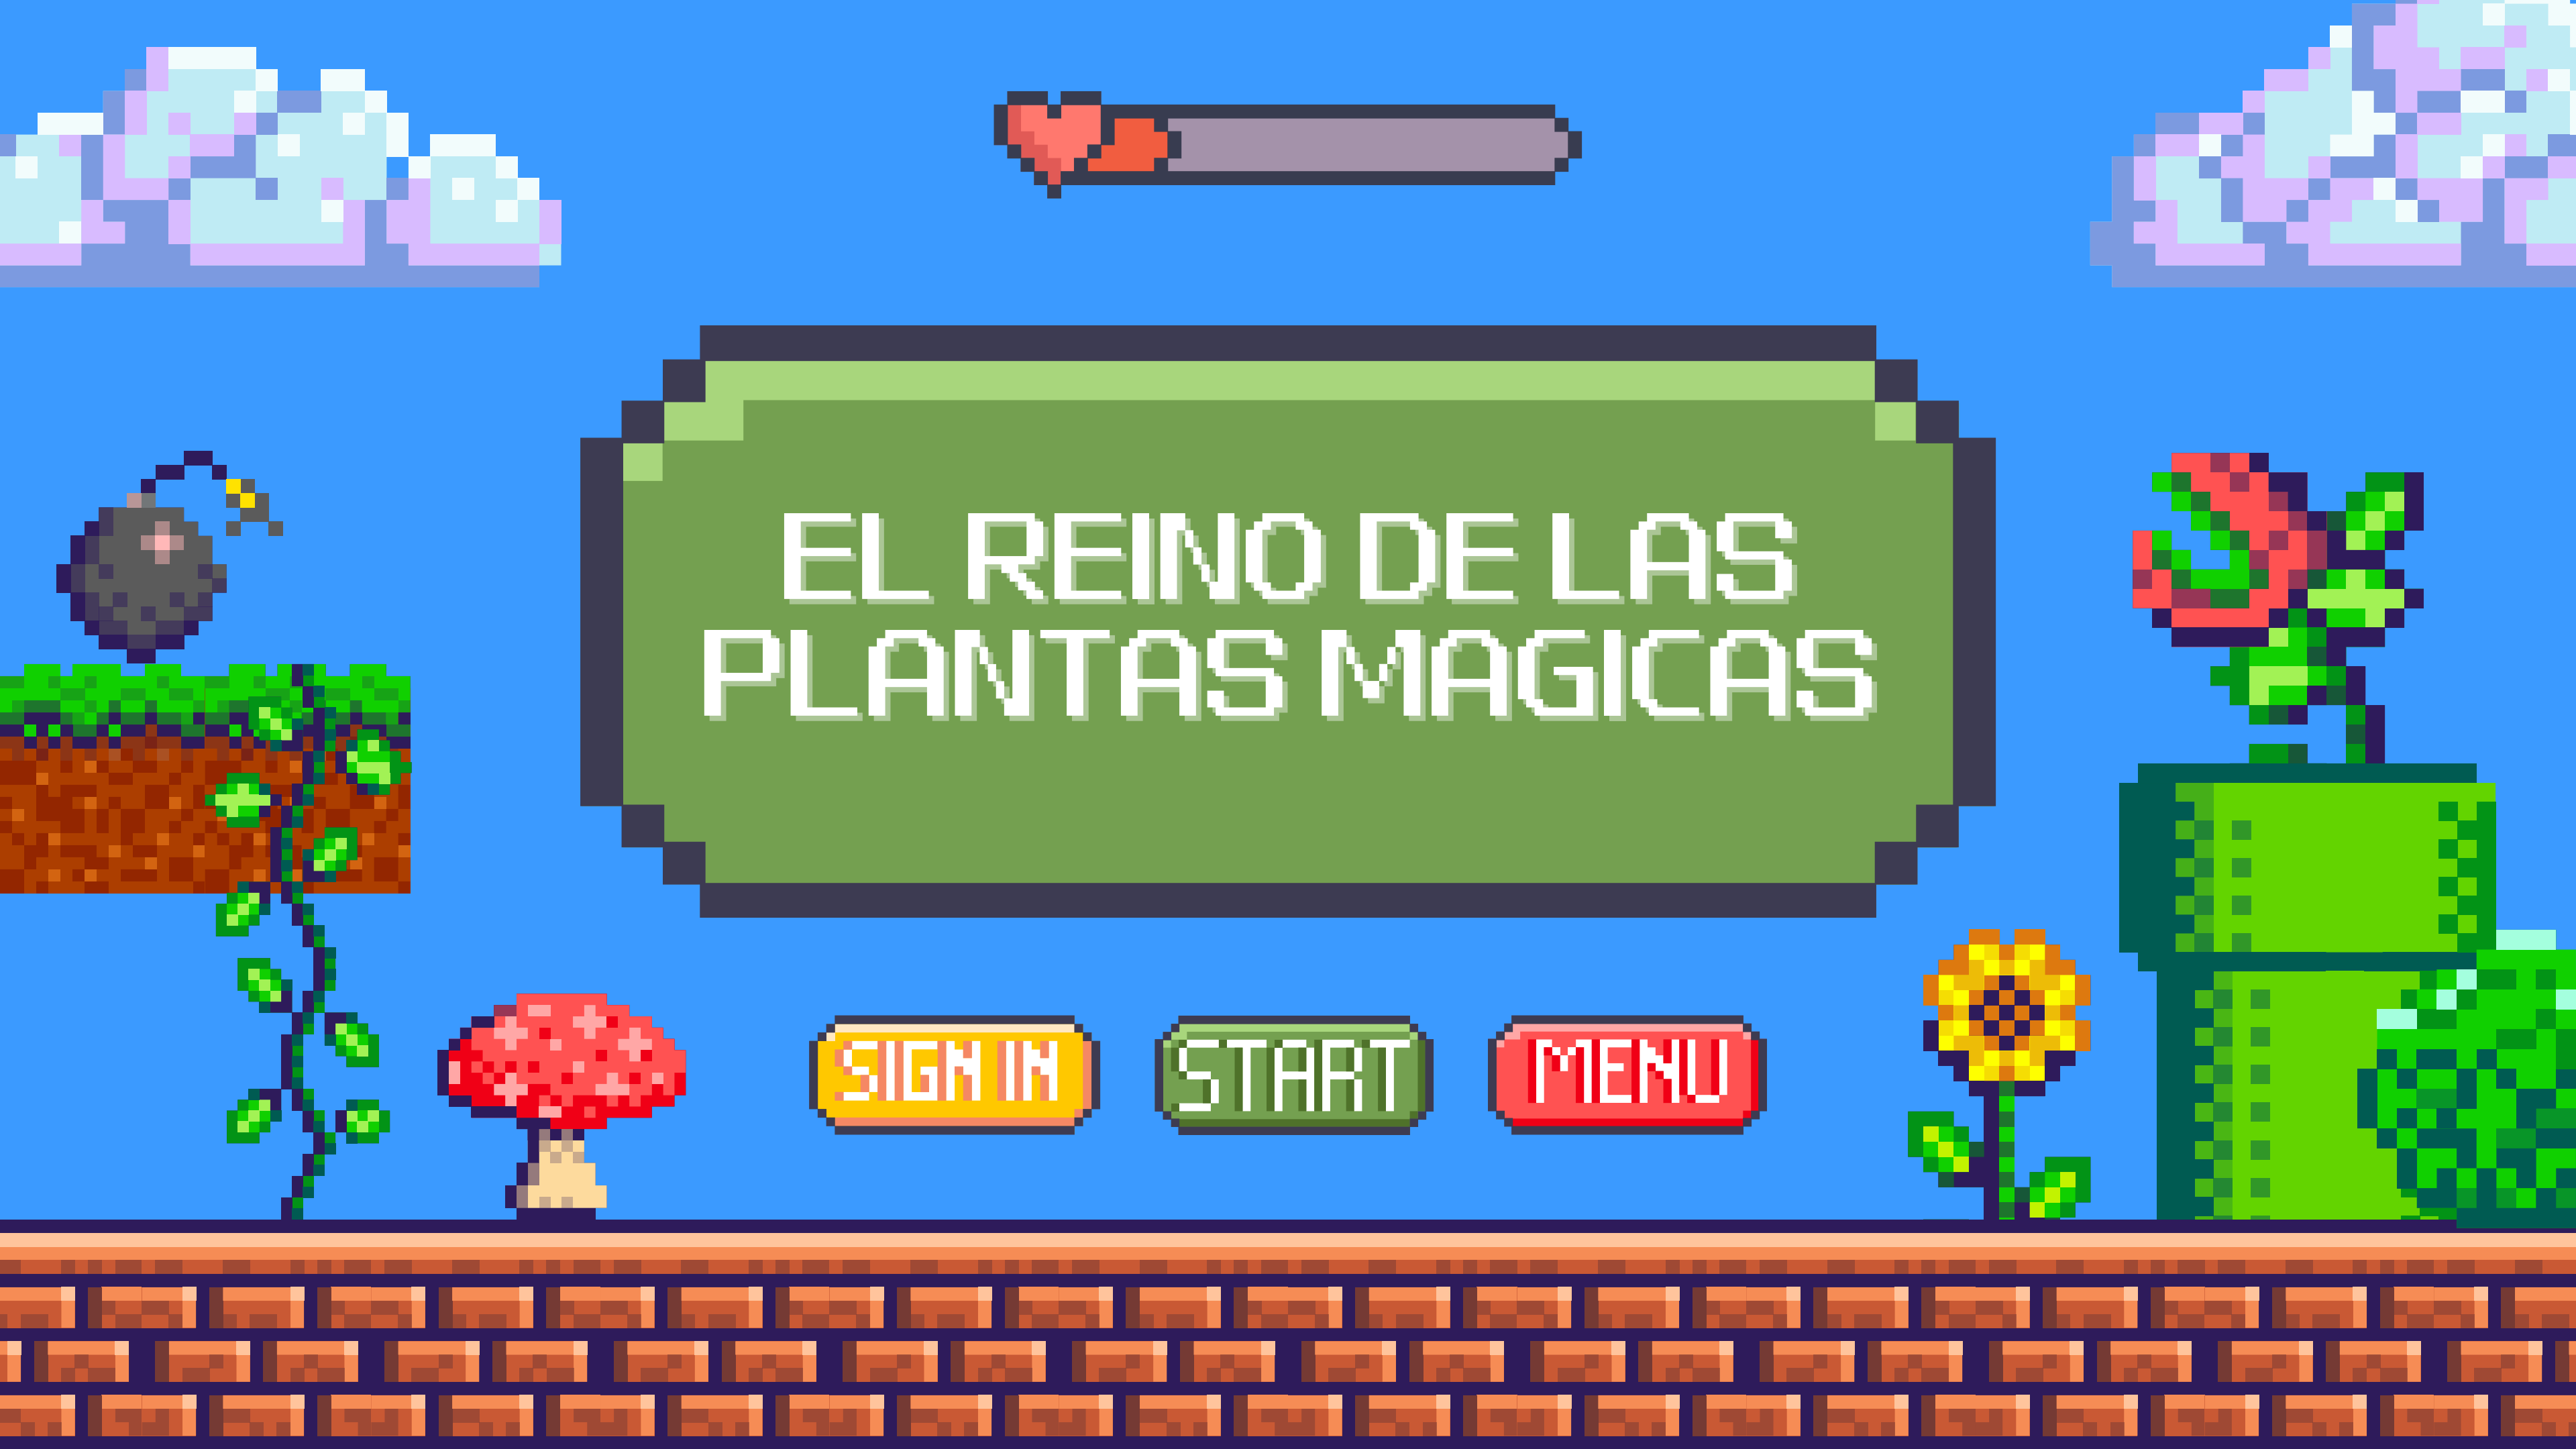 EL REINO DE LAS
PLANTAS MAGICAS
SIGN IN
START
MENU